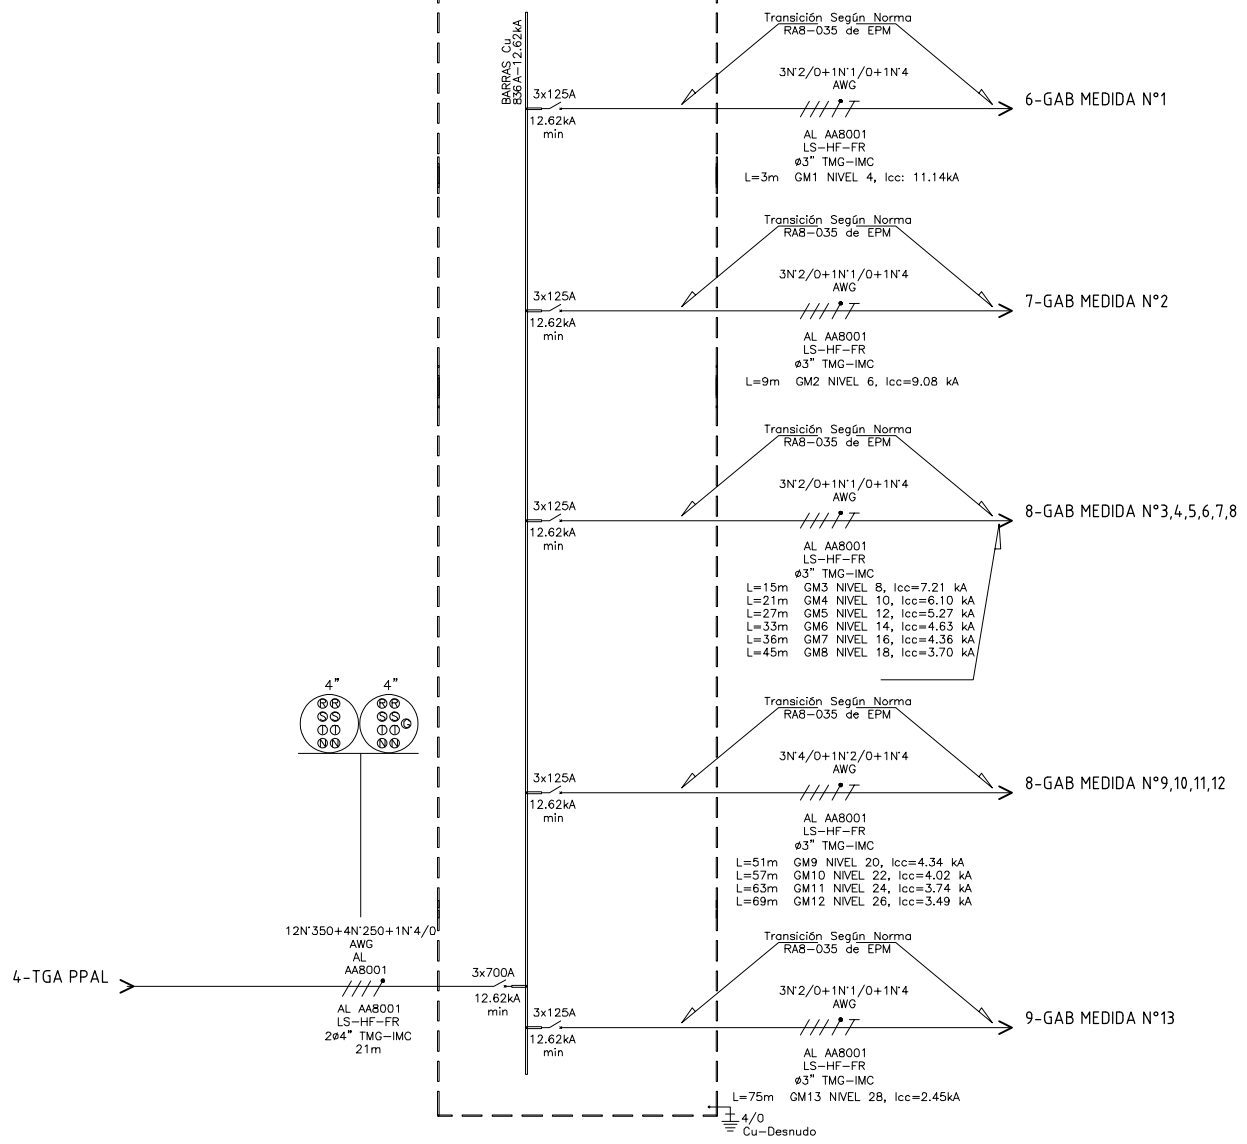 BARRAS Cu
836 A-12.62kA
Transición Según Norma
RA8-035 de EPM
3N°2/0+1N°1/0+1N°4
AWG
3x125A
12.62kA
min
6-GAB MEDIDA N°1
AL AA8001
LS-HF-FR
ø3" TMG-IMC
L=3m GM1 NIVEL 4, Icc: 11.14kA
Transición Según Norma
RA8-035 de EPM
3N°2/0+1N°1/0+1N°4
AWG
3x125A
12.62kA
min
7-GAB MEDIDA N°2
AL AA8001
LS-HF-FR
ø3" TMG-IMC
L=9m GM2 NIVEL 6, Icc=9.08 kA
Transición Según Norma
RA8-035 de EPM
3N°2/0+1N°1/0+1N°4
AWG
3x125A
12.62kA
min
8-GAB MEDIDA N°3,4,5,6,7,8
AL AA8001
LS-HF-FR
ø3" TMG-IMC
L=15m GM3 NIVEL 8, Icc=7.21 kA
L=21m GM4 NIVEL 10, Icc=6.10 kA
L=27m GM5 NIVEL 12, Icc=5.27 kA
L=33m GM6 NIVEL 14, Icc=4.63 kA
L=36m GM7 NIVEL 16, Icc=4.36 kA
L=45m GM8 NIVEL 18, Icc=3.70 kA
4" 4"
R R R R
S S S S
T T T T G
N N N N
Transición Según Norma
RA8-035 de EPM
3N°4/0+1N°2/0+1N°4
AWG
3x125A
12.62kA
min
8-GAB MEDIDA N°9,10,11,12
AL AA8001
LS-HF-FR
ø3" TMG-IMC
L=51m GM9 NIVEL 20, Icc=4.34 kA
L=57m GM10 NIVEL 22, Icc=4.02 kA
L=63m GM11 NIVEL 24, Icc=3.74 kA
L=69m GM12 NIVEL 26, Icc=3.49 kA
12N°350+4N°250+1N°4/0
AWG
AL
AA8001
4-TGA PPAL
AL AA8001
LS-HF-FR
2ø4" TMG-IMC
21m
3x700A
12.62kA
min
Transición Según Norma
RA8-035 de EPM
3N°2/0+1N°1/0+1N°4
AWG
3x125A
12.62kA
min
9-GAB MEDIDA N°13
AL AA8001
LS-HF-FR
ø3" TMG-IMC
L=75m GM13 NIVEL 28, Icc=2.45kA
4/0
Cu-Desnudo